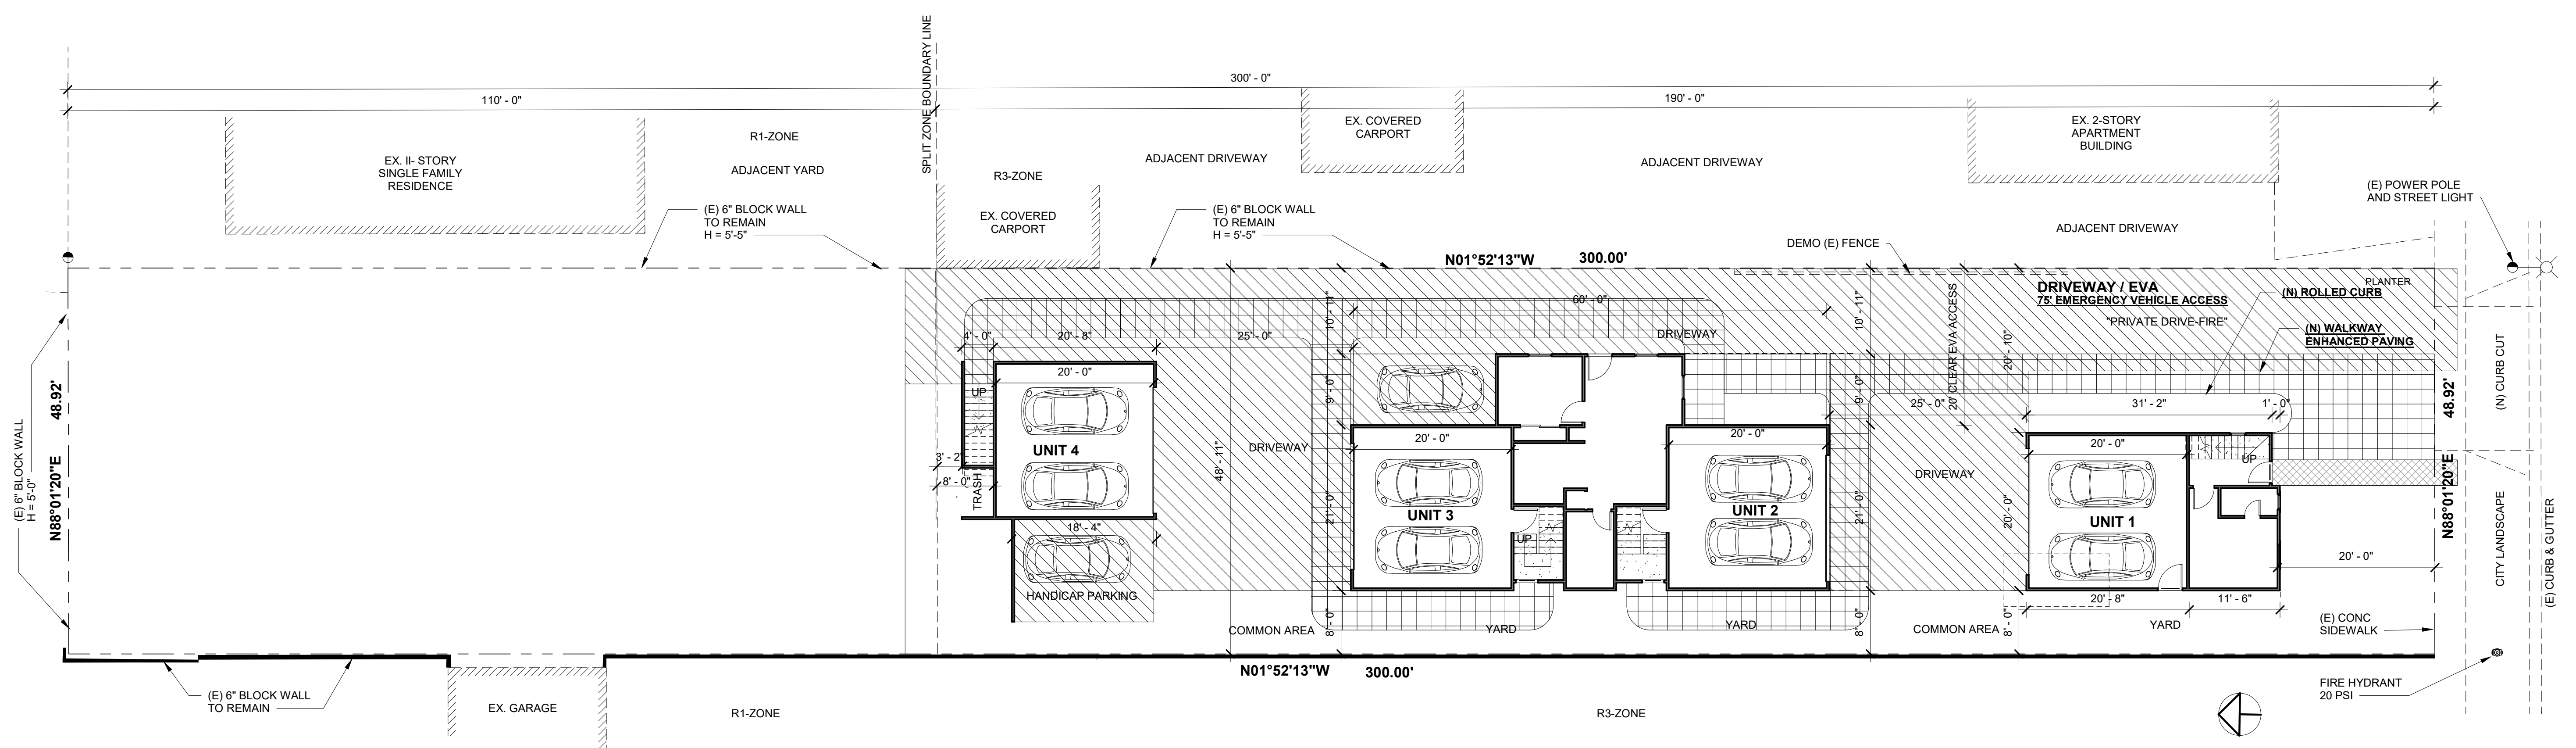 SPLIT ZONE BOUNDARY LINE
300' - 0"
110' - 0"
190' - 0"
EX. II- STORY
SINGLE FAMILY
RESIDENCE
R1-ZONE
ADJACENT YARD
R3-ZONE
EX. COVERED
CARPORT
ADJACENT DRIVEWAY
EX. COVERED
CARPORT
ADJACENT DRIVEWAY
EX. 2-STORY
APARTMENT
BUILDING
ADJACENT DRIVEWAY
(E) POWER POLE
AND STREET LIGHT
(E) 6" BLOCK WALL
TO REMAIN
H = 5'-5"
(E) 6" BLOCK WALL
TO REMAIN
H = 5'-5"
DEMO (E) FENCE
N01°52'13"W 300.00'
DRIVEWAY / EVA
75' EMERGENCY VEHICLE ACCESS
"PRIVATE DRIVE-FIRE"
PLANTER
(N) ROLLED CURB
(N) WALKWAY
ENHANCED PAVING
60' - 0"
10' - 11"
10' - 11"
20' CLEAR EVA ACCESS
20' - 10"
DRIVEWAY
4' - 0"
20' - 8"
25' - 0"
20' - 0"
UP
UNIT 4
3' - 2"
8' - 0"
TRASH
18' - 4"
HANDICAP PARKING
48' - 11"
DRIVEWAY
9' - 0"
21' - 0"
8' - 0"
20' - 0"
UNIT 3
UP
20' - 0"
UNIT 2
9' - 0"
21' - 0"
8' - 0"
25' - 0"
DRIVEWAY
20' - 0"
8' - 0"
31' - 2"
1' - 0"
20' - 0"
UP
UNIT 1
20' - 8"
11' - 6"
20' - 0"
COMMON AREA
YARD
YARD
COMMON AREA
YARD
(E) 6" BLOCK WALL
H = 5'-0"
N88°01'20"E 48.92'
N88°01'20"E 48.92'
(N) CURB CUT
CITY LANDSCAPE
(E) CURB & GUTTER
(E) CONC
SIDEWALK
FIRE HYDRANT
20 PSI
N01°52'13"W 300.00'
(E) 6" BLOCK WALL
TO REMAIN
EX. GARAGE
R1-ZONE
R3-ZONE